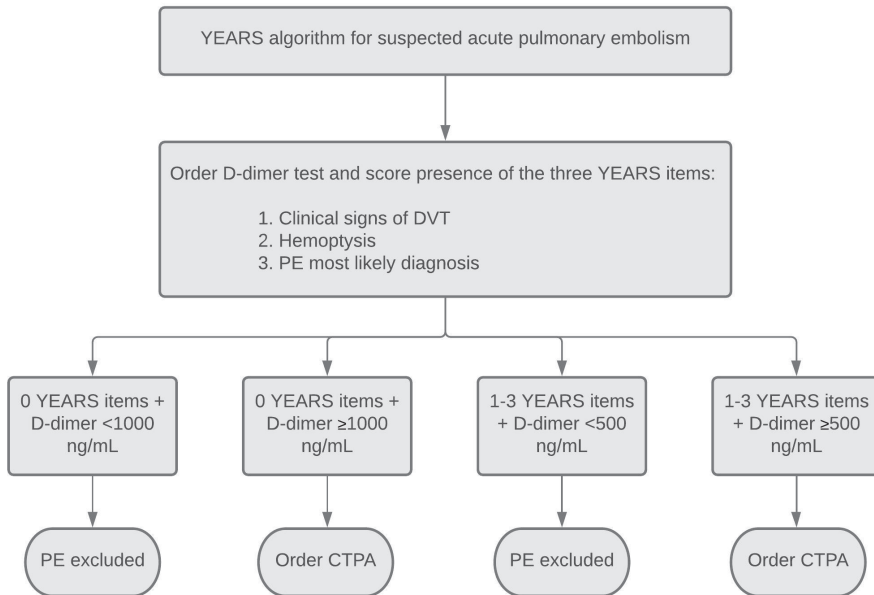 YEARS algorithm for suspected acute pulmonary embolism
Order D-dimer test and score presence of the three YEARS items:
1. Clinical signs of DVT
2. Hemoptysis
3. PE most likely diagnosis
0 YEARS items +
D-dimer <1000
ng/mL
0 YEARS items +
D-dimer ≥1000
ng/mL
1-3 YEARS items
+ D-dimer <500
ng/mL
1-3 YEARS items
+ D-dimer ≥500
ng/mL
PE excluded
Order CTPA
PE excluded
Order CTPA